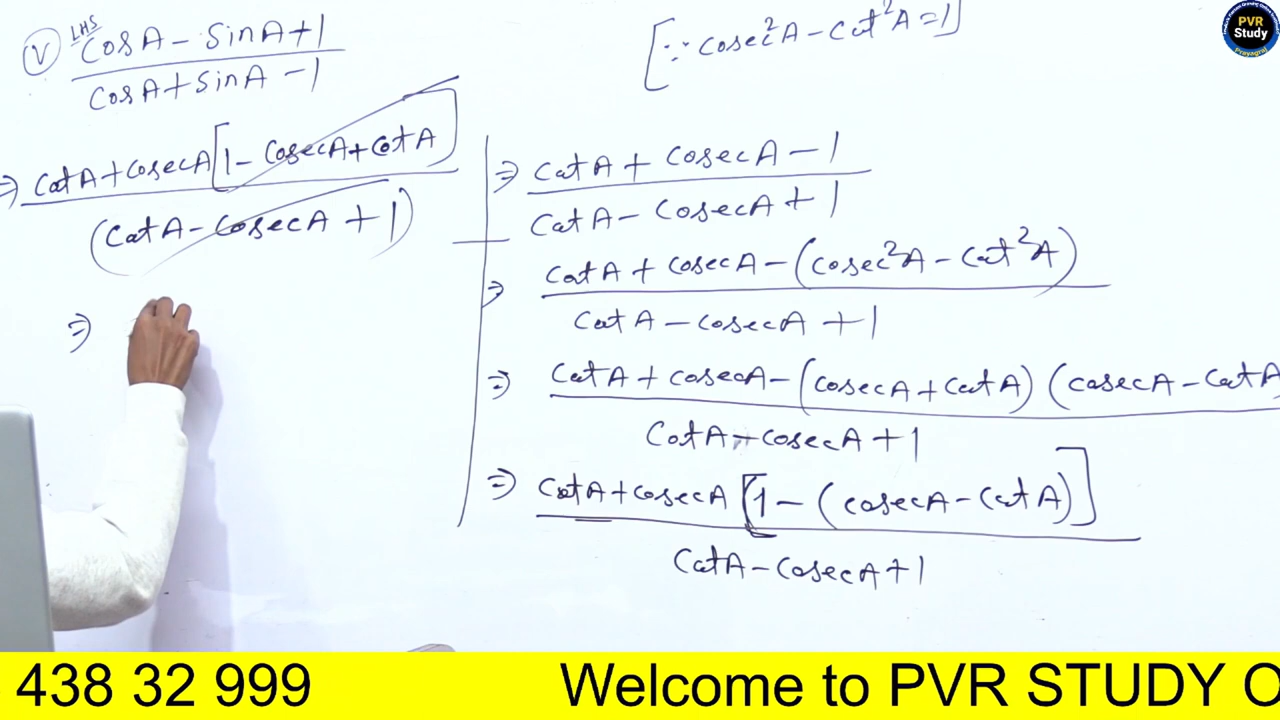 (V) LHS
CosA - SinA + 1
CosA + SinA - 1
[∵ cosec²A - cot²A = 1]
PVR
Study
Prayagraj
⇒ cotA + cosecA [1 - cosecA + cotA]
(cotA - cosecA + 1)
⇒
⇒ cotA + cosecA - 1
cotA - cosecA + 1
⇒ cotA + cosecA - (cosec²A - cot²A)
cotA - cosecA + 1
⇒ cotA + cosecA - (cosecA + cotA) (cosecA - cotA
cotA - cosecA + 1
⇒ cotA + cosecA [1 - (cosecA - cotA)]
cotA - cosecA + 1
438 32 999 Welcome to PVR STUDY O